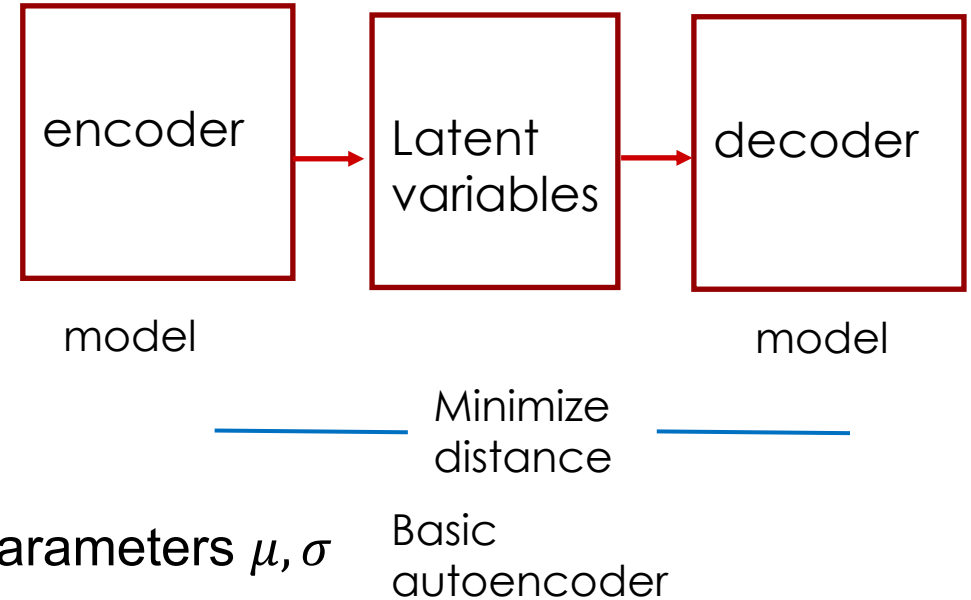 encoder
Latent
variables
decoder
model
model
Minimize
distance
arameters μ, σ
Basic
autoencoder